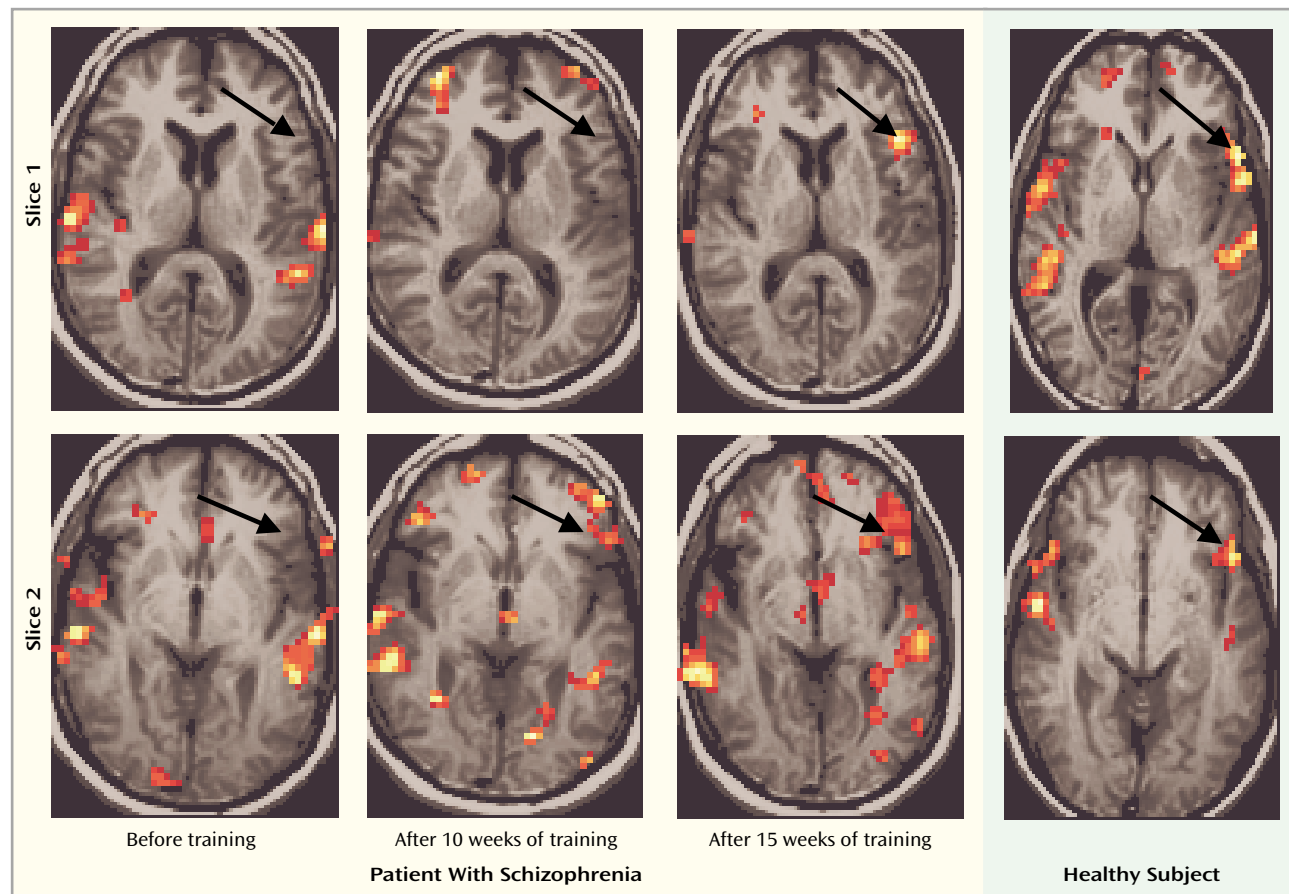 Slice 1
Slice 2
Before training
After 10 weeks of training
After 15 weeks of training
Patient With Schizophrenia
Healthy Subject